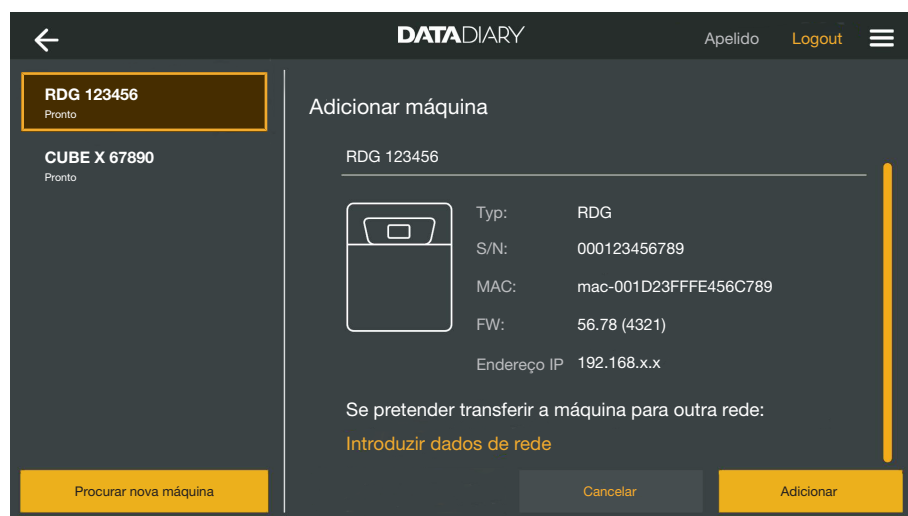 DATADIARY
Apelido
Logout
RDG 123456
Pronto
CUBE X 67890
Pronto
Procurar nova máquina
Adicionar máquina
RDG 123456
Typ: RDG
S/N: 000123456789
MAC: mac-001D23FFFE456C789
FW: 56.78 (4321)
Endereço IP 192.168.x.x
Se pretender transferir a máquina para outra rede:
Introduzir dados de rede
Cancelar
Adicionar